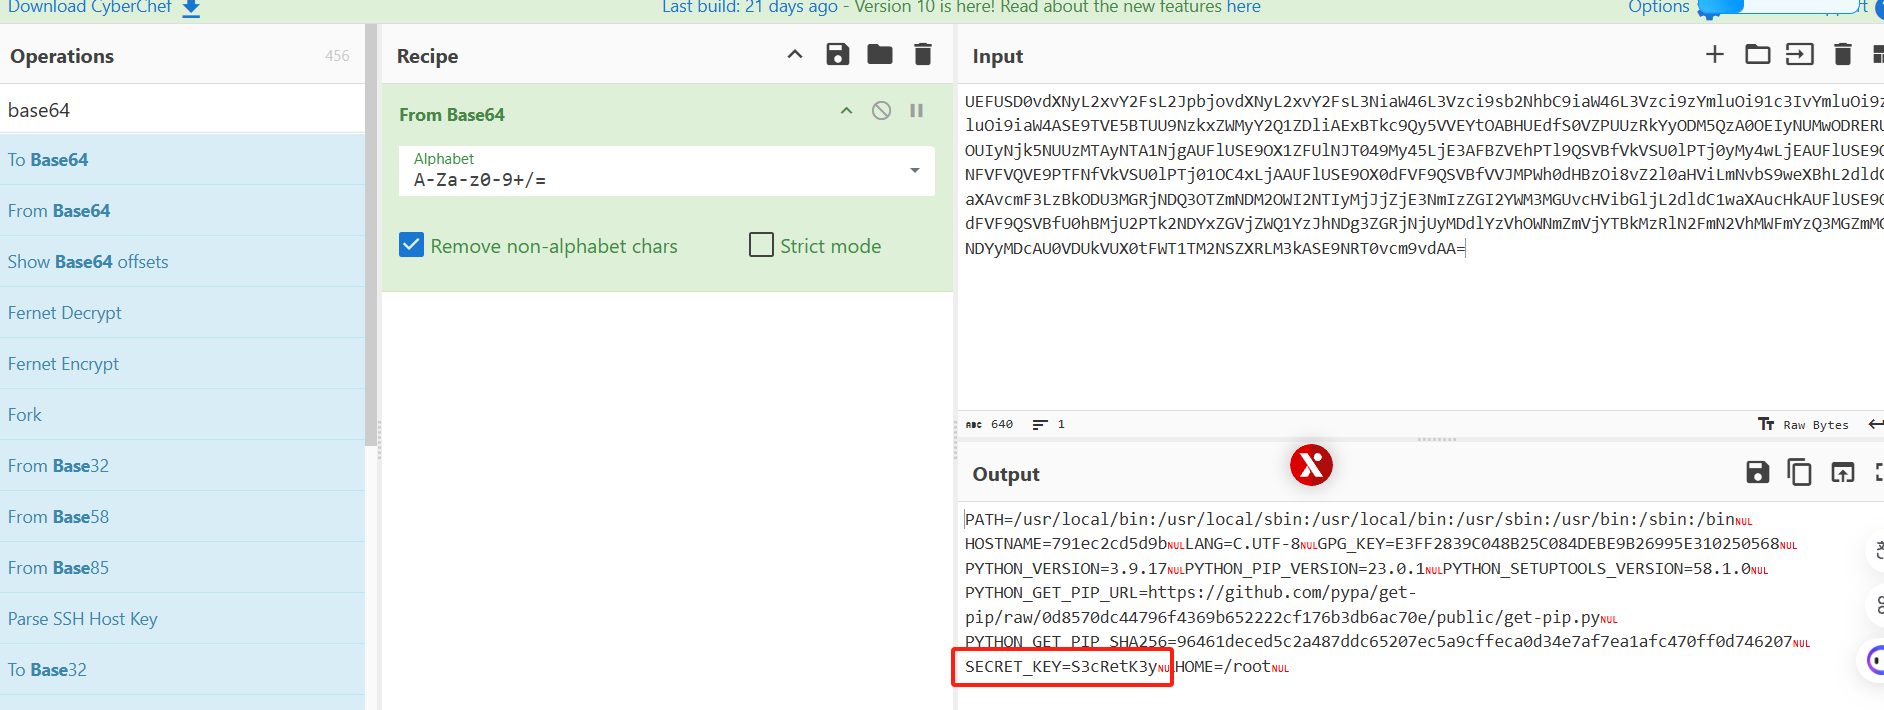 Download CyberChef
Last build: 21 days ago - Version 10 is here! Read about the new features here
Options
Operations
456
base64
To Base64
From Base64
Show Base64 offsets
Fernet Decrypt
Fernet Encrypt
Fork
From Base32
From Base58
From Base85
Parse SSH Host Key
To Base32
Recipe
From Base64
Alphabet
A-Za-z0-9+/=
Remove non-alphabet chars
Strict mode
Input
UEFUSD0vdXNyL2xvY2FsL2JpbjovdXNyL2xvY2FsL3NiaW46L3Vzci9sb2NhbC9iaW46L3Vzci9zYmluOi91c3IvYmluOi9z
luOi9iaW4ASE9TVE5BTUU9NzkxZWMyY2Q1ZDliAExBTkc9Qy5VVEYtOABHUEdfS0VZPUUzRkYyODM5QzA0OEIyNUMwODRERU
OUIyNjk5NUUzMTAyNTA1NjgAUFlUSE9OX1ZFUlNJT049My45LjE3AFBZVEhPTl9QSVBfVkVSU0lPTj0yMy4wLjEAUFlUSE9O
NFVFVQVE9PTFNfVkVSU0lPTj01OC4xLjAAUFlUSE9OX0dFVF9QSVBfVVJMPWh0dHBzOi8vZ2l0aHViLmNvbS9weXBhL2dldC
aXAvcmF3LzBkODU3MGRjNDQ3OTZmNDM2OWI2NTIyMjJjZjE3NmIzZGI2YWM3MGUvcHVibGljL2dldC1waXAucHkAUFlUSE9O
dFVF9QSVBfU0hBMjU2PTk2NDYxZGVjZWQ1YzJhNDg3ZGRjNjUyMDdlYzVhOWNmZmVjYTBkMzRlN2FmN2VhMWFmYzQ3MGZmMG
NDYyMDcAU0VDUkVUX0tFWT1TM2NSZXRLM3kASE9NRT0vcm9vdAA=
ABC 640
1
Raw Bytes
Output
PATH=/usr/local/bin:/usr/local/sbin:/usr/local/bin:/usr/sbin:/usr/bin:/sbin:/binNUL
HOSTNAME=791ec2cd5d9bNULLANG=C.UTF-8NULGPG_KEY=E3FF2839C048B25C084DEBE9B26995E310250568NUL
PYTHON_VERSION=3.9.17NULPYTHON_PIP_VERSION=23.0.1NULPYTHON_SETUPTOOLS_VERSION=58.1.0NUL
PYTHON_GET_PIP_URL=https://github.com/pypa/get-
pip/raw/0d8570dc44796f4369b652222cf176b3db6ac70e/public/get-pip.pyNUL
PYTHON_GET_PIP_SHA256=96461deced5c2a487ddc65207ec5a9cffeca0d34e7af7ea1afc470ff0d746207NUL
SECRET_KEY=S3cRetK3yNULHOME=/rootNUL